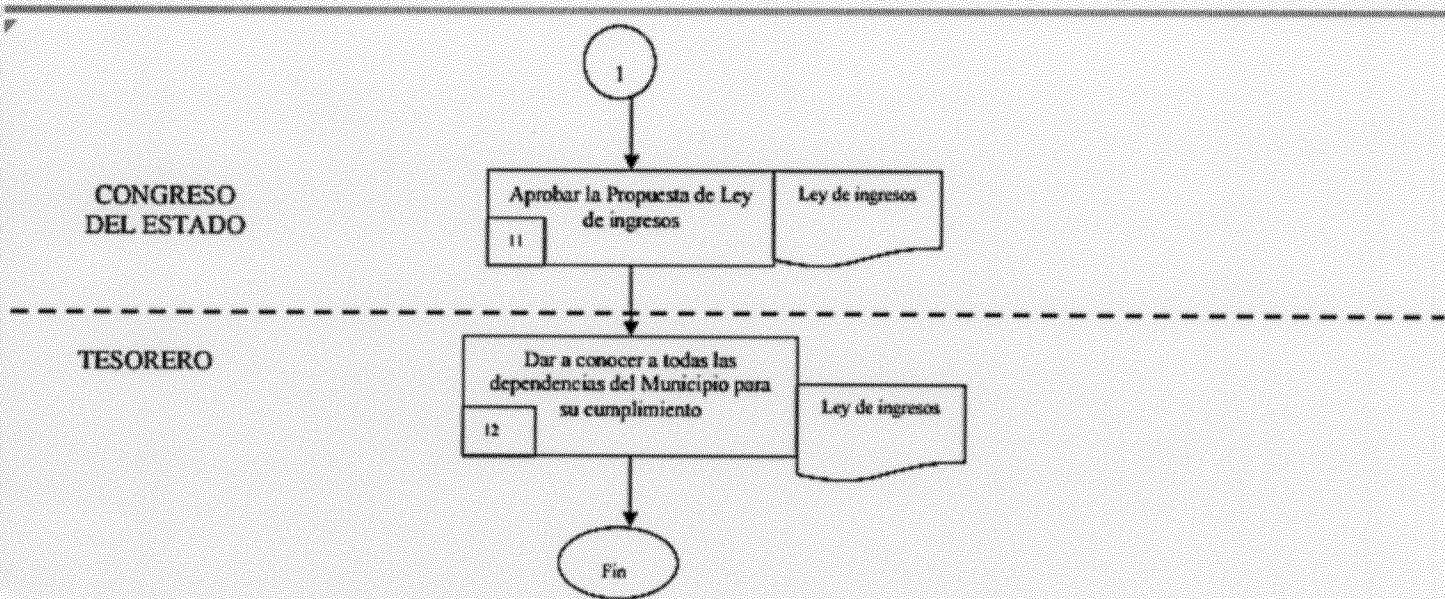 1
CONGRESO
DEL ESTADO
Aprobar la Propuesta de Ley
de ingresos
11
Ley de ingresos
TESORERO
Dar a conocer a todas las
dependencias del Municipio para
su cumplimiento
12
Ley de ingresos
Fin